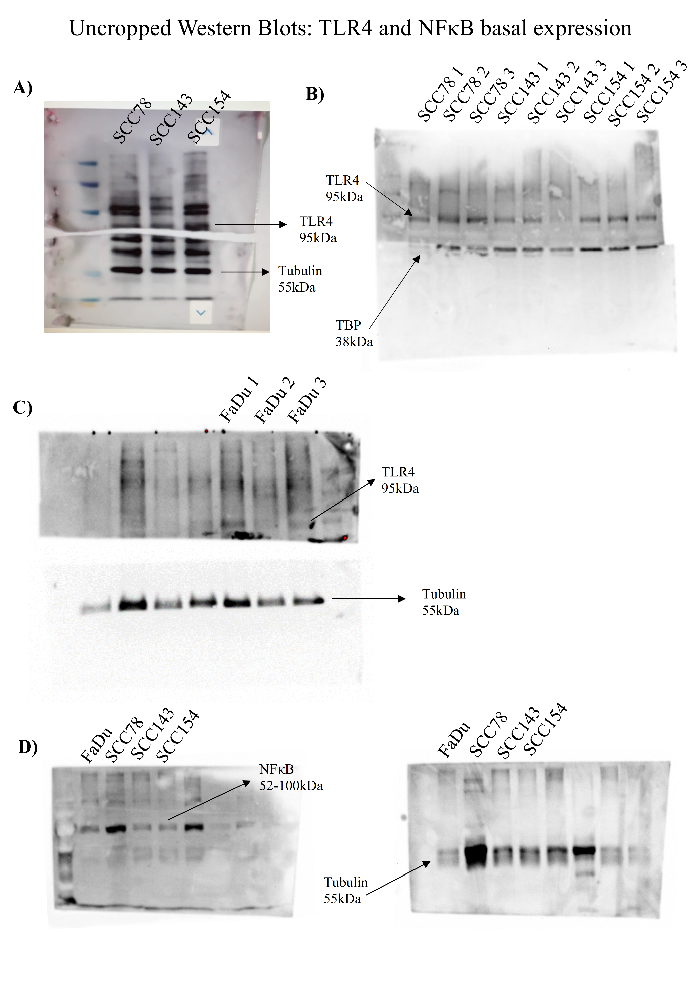 Uncropped Western Blots: TLR4 and NFκB basal expression
A)
SCC78
SCC143
SCC154
TLR4
95kDa
Tubulin
55kDa
B)
SCC78 1
SCC78 2
SCC78 3
SCC143 1
SCC143 2
SCC143 3
SCC154 1
SCC154 2
SCC154 3
TLR4
95kDa
TBP
38kDa
C)
FaDu 1
FaDu 2
FaDu 3
TLR4
95kDa
Tubulin
55kDa
D)
FaDu
SCC78
SCC143
SCC154
NFκB
52-100kDa
FaDu
SCC78
SCC143
SCC154
Tubulin
55kDa